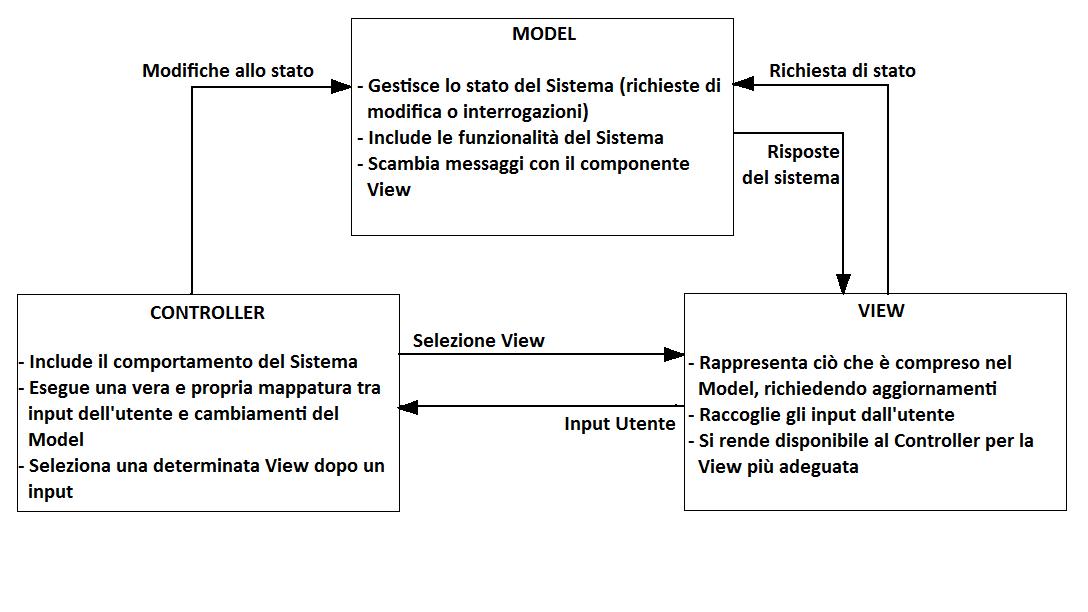 MODEL
- Gestisce lo stato del Sistema (richieste di
modifica o interrogazioni)
- Include le funzionalità del Sistema
- Scambia messaggi con il componente
View
Modifiche allo stato
Richiesta di stato
Risposte
del sistema
CONTROLLER
- Include il comportamento del Sistema
- Esegue una vera e propria mappatura tra
input dell'utente e cambiamenti del
Model
- Seleziona una determinata View dopo un
input
Selezione View
Input Utente
VIEW
- Rappresenta ciò che è compreso nel
Model, richiedendo aggiornamenti
- Raccoglie gli input dall'utente
- Si rende disponibile al Controller per la
View più adeguata